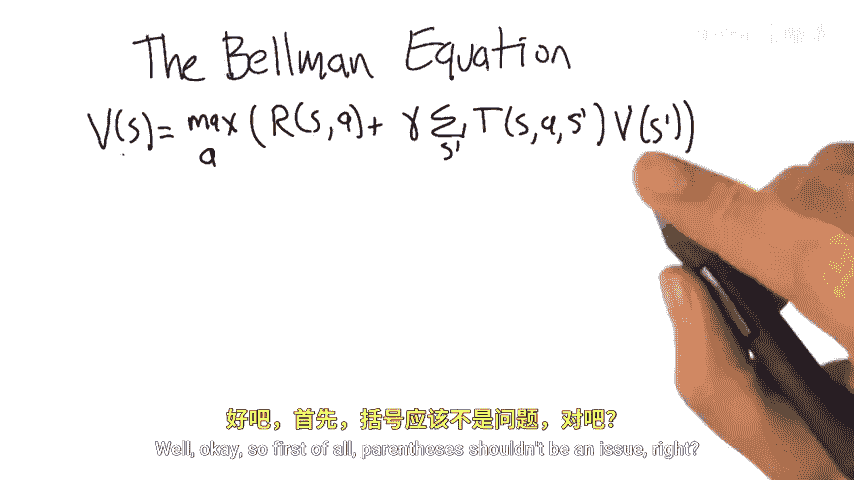 The Bellman Equation
V(s) = max ( R(s, a) + γ Σ T(s, a, s') V(s'))
a s'
好吧，首先，括号应该不是问题，对吧？
Well, okay, so first of all, parentheses shouldn't be an issue, right?